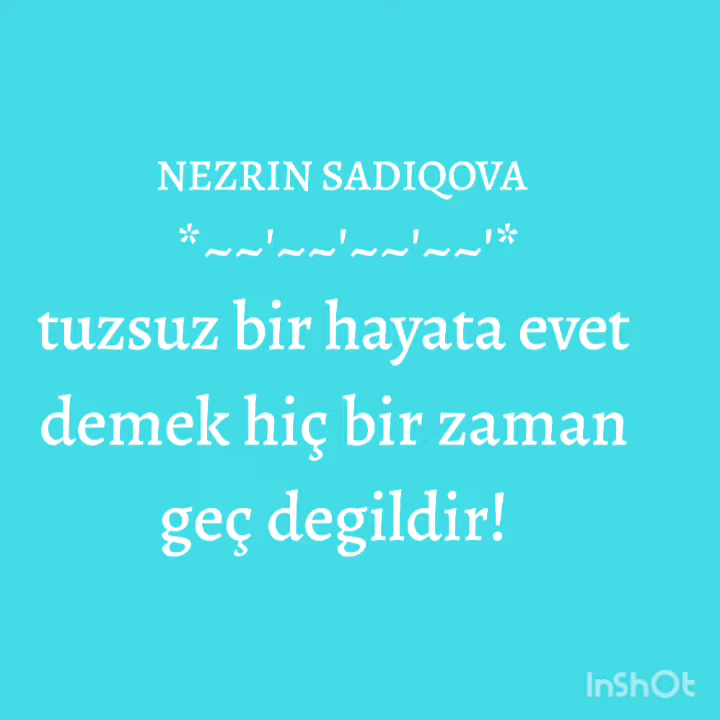 NEZRIN SADIQOVA
*~~'~~'~~'~~'*
tuzsuz bir hayata evet
demek hiç bir zaman
geç degildir!
InShOt